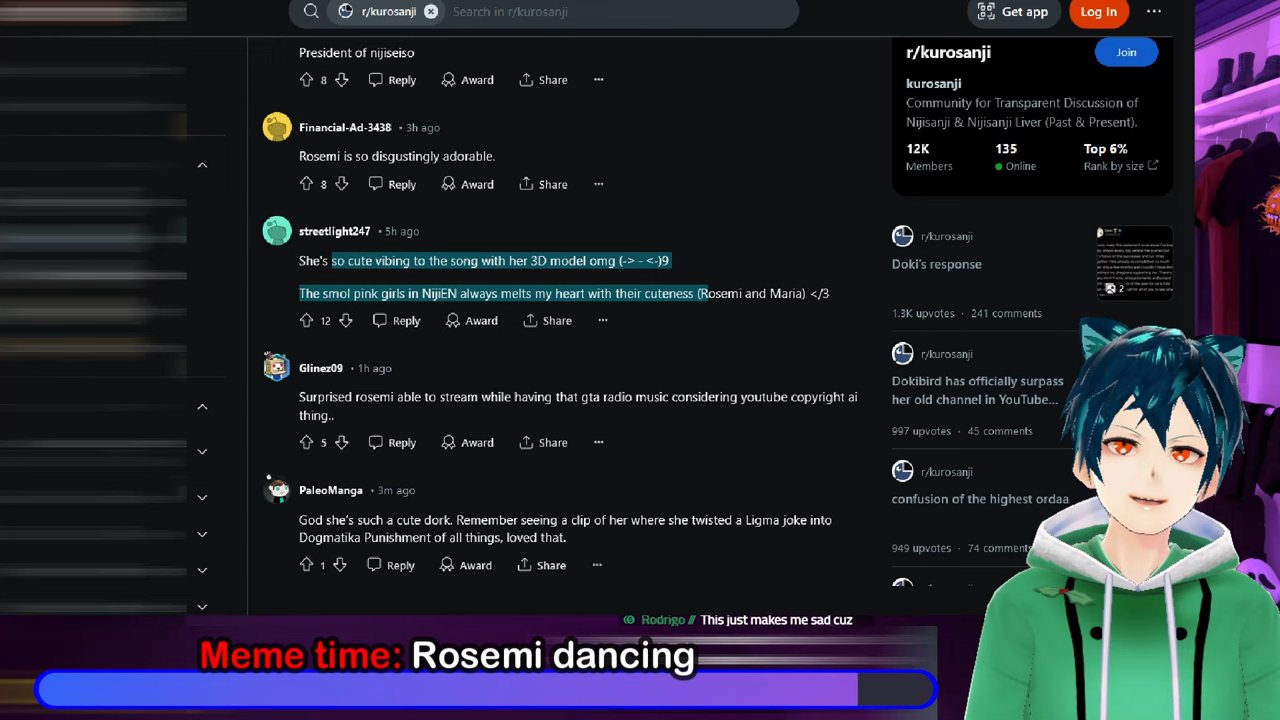 r/kurosanji
Search in r/kurosanji
Get app
Log In
President of nijiseiso
8 Reply Award Share
Financial-Ad-3438 • 3h ago
Rosemi is so disgustingly adorable.
8 Reply Award Share
streetlight247 • 5h ago
She's so cute vibing to the song with her 3D model omg (-> - <-)9
The smol pink girls in Nijien always melts my heart with their cuteness (Rosemi and Maria) </3
12 Reply Award Share
Glinez09 • 1h ago
Surprised rosemi able to stream while having that gta radio music considering youtube copyright ai
thing..
5 Reply Award Share
PaleoManga • 3m ago
God she's such a cute dork. Remember seeing a clip of her where she twisted a Ligma joke into
Dogmatika Punishment of all things, loved that.
1 Reply Award Share
r/kurosanji
Join
kurosanji
Community for Transparent Discussion of
Nijisanji & Nijisanji Liver (Past & Present).
12K 135 Top 6%
Members Online Rank by size
r/kurosanji
Doki's response
2
1.3K upvotes • 241 comments
r/kurosanji
Dokibird has officially surpass
her old channel in YouTube...
997 upvotes • 45 comments
r/kurosanji
confusion of the highest ordaa
949 upvotes • 74 comments
Rodrigo // This just makes me sad cuz
Meme time: Rosemi dancing